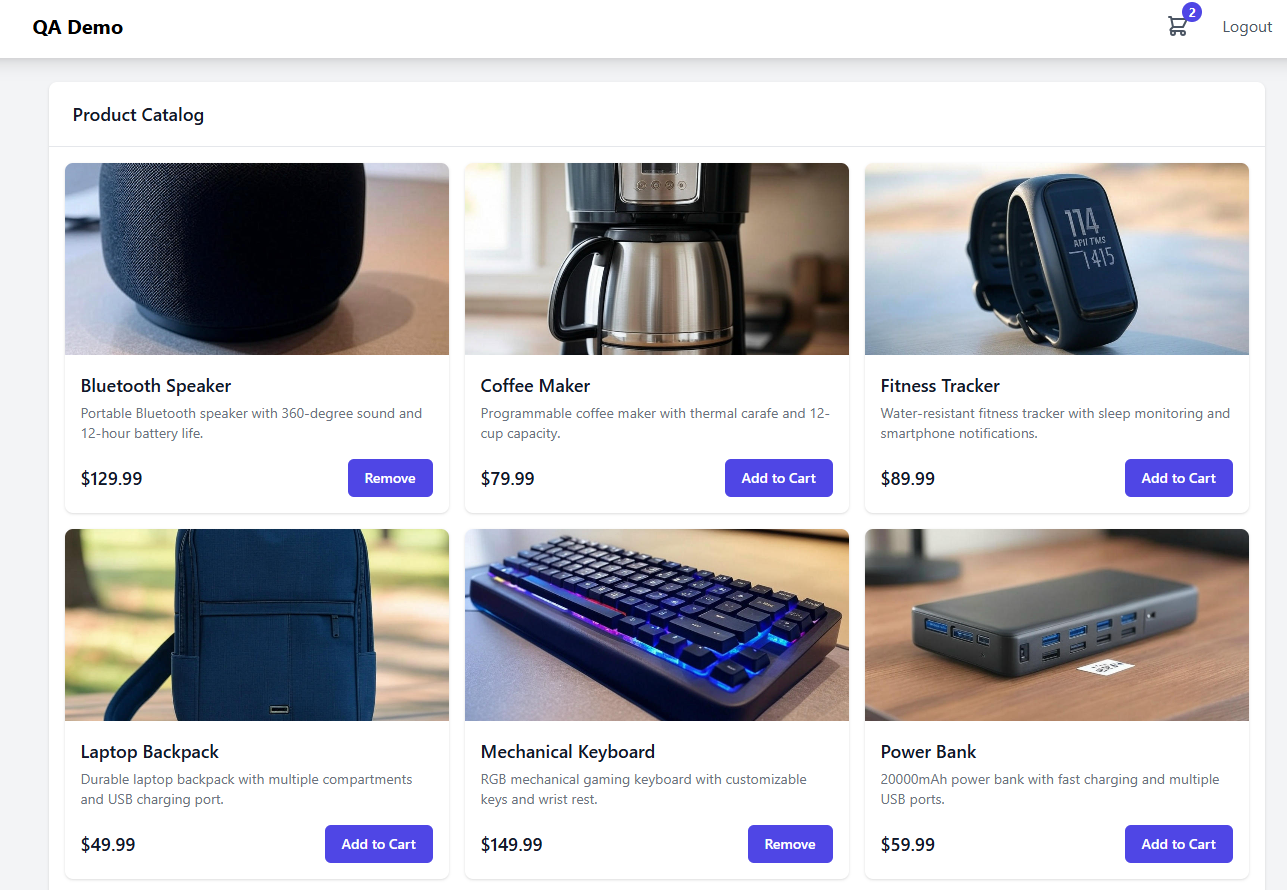 QA Demo
2
Logout
Product Catalog
114
1415
Bluetooth Speaker
Portable Bluetooth speaker with 360-degree sound and
12-hour battery life.
$129.99
Remove
Coffee Maker
Programmable coffee maker with thermal carafe and 12-
cup capacity.
$79.99
Add to Cart
Fitness Tracker
Water-resistant fitness tracker with sleep monitoring and
smartphone notifications.
$89.99
Add to Cart
Laptop Backpack
Durable laptop backpack with multiple compartments
and USB charging port.
$49.99
Add to Cart
Mechanical Keyboard
RGB mechanical gaming keyboard with customizable
keys and wrist rest.
$149.99
Remove
Power Bank
20000mAh power bank with fast charging and multiple
USB ports.
$59.99
Add to Cart